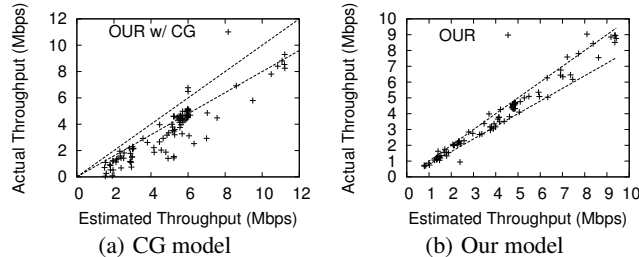 Actual Throughput (Mbps)
12
10
8
6
4
2
0
OUR w/ CG
0 2 4 6 8 10 12
Estimated Throughput (Mbps)
(a) CG model
Actual Throughput (Mbps)
10
9
8
7
6
5
4
3
2
1
0
OUR
0 1 2 3 4 5 6 7 8 9 10
Estimated Throughput (Mbps)
(b) Our model